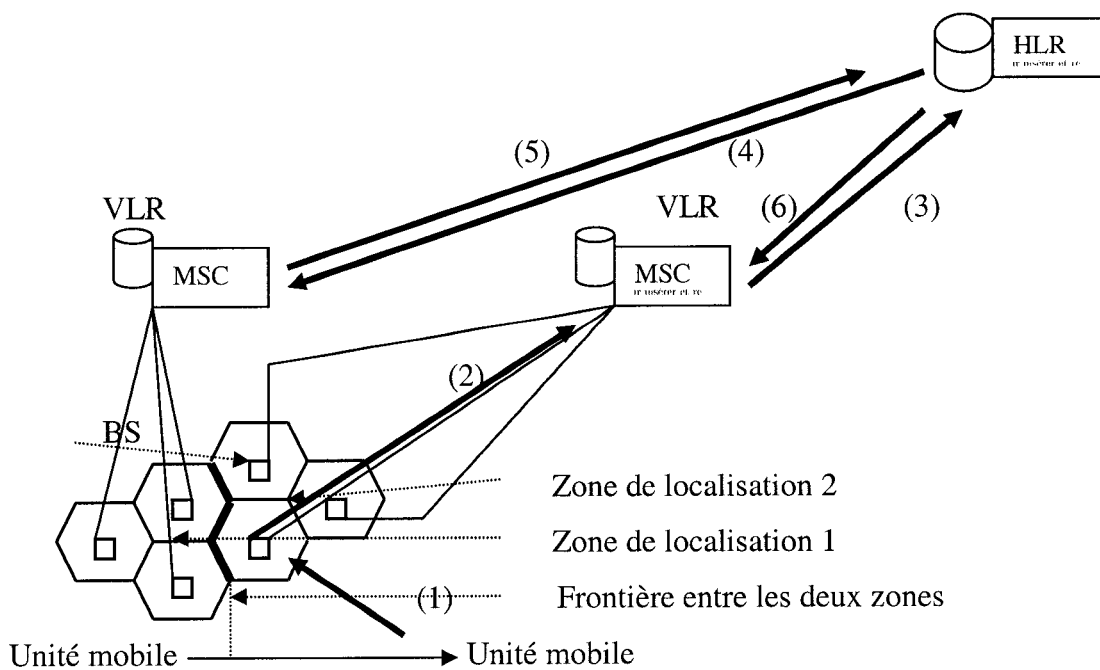 HLR
(5)
(4)
VLR
VLR
(6)
(3)
MSC
MSC
(2)
BS
Zone de localisation 2
Zone de localisation 1
(1)
Frontière entre les deux zones
Unité mobile
Unité mobile